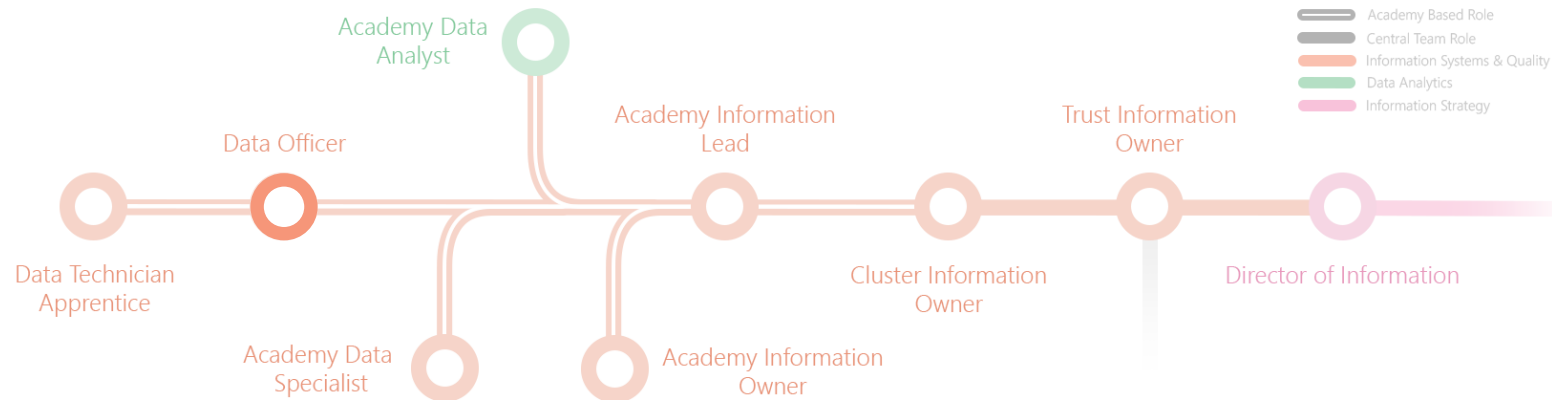 Academy Data
Analyst
Academy Based Role
Central Team Role
Information Systems & Quality
Data Analytics
Information Strategy
Data Officer
Academy Information
Lead
Trust Information
Owner
Data Technician
Apprentice
Cluster Information
Owner
Director of Information
Academy Data
Specialist
Academy Information
Owner